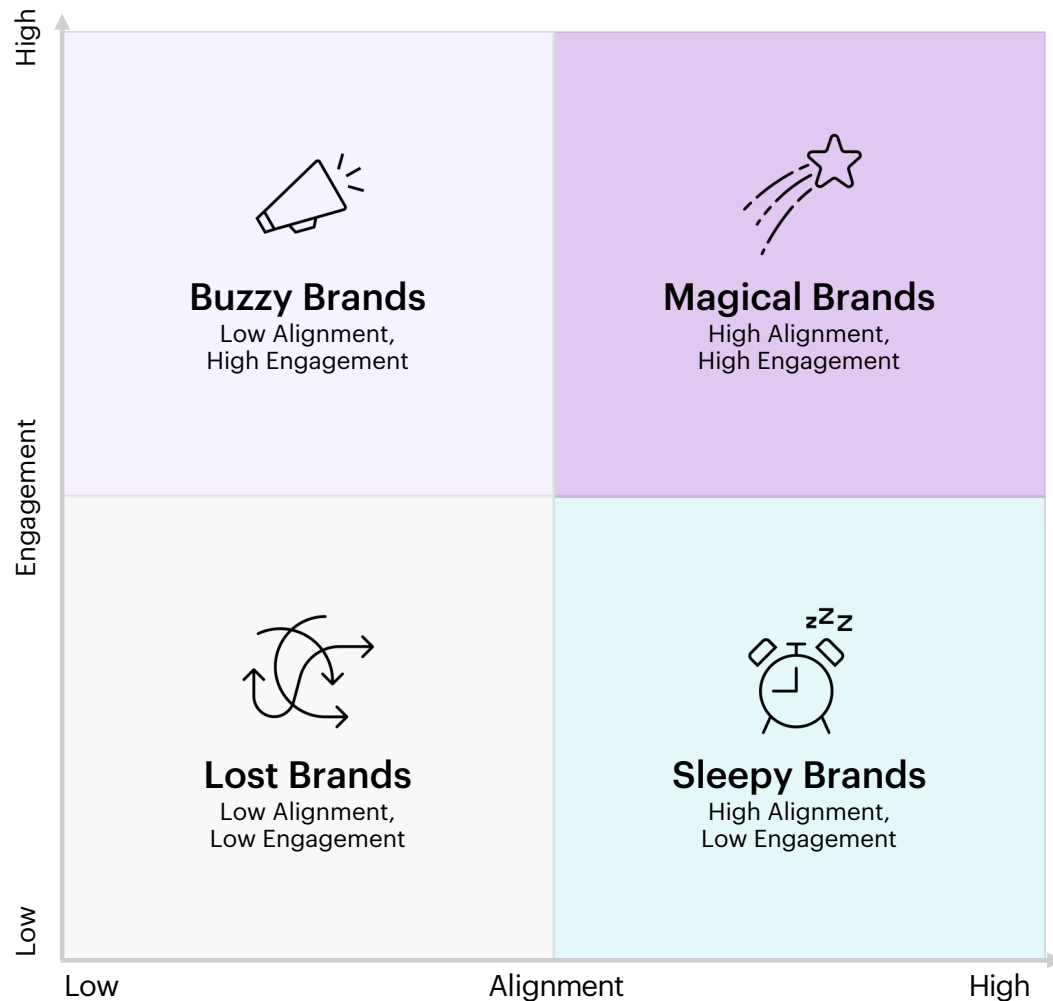 High
Buzzy Brands
Low Alignment,
High Engagement
Magical Brands
High Alignment,
High Engagement
Engagement
zZZ
Lost Brands
Low Alignment,
Low Engagement
Sleepy Brands
High Alignment,
Low Engagement
Low
Low
Alignment
High